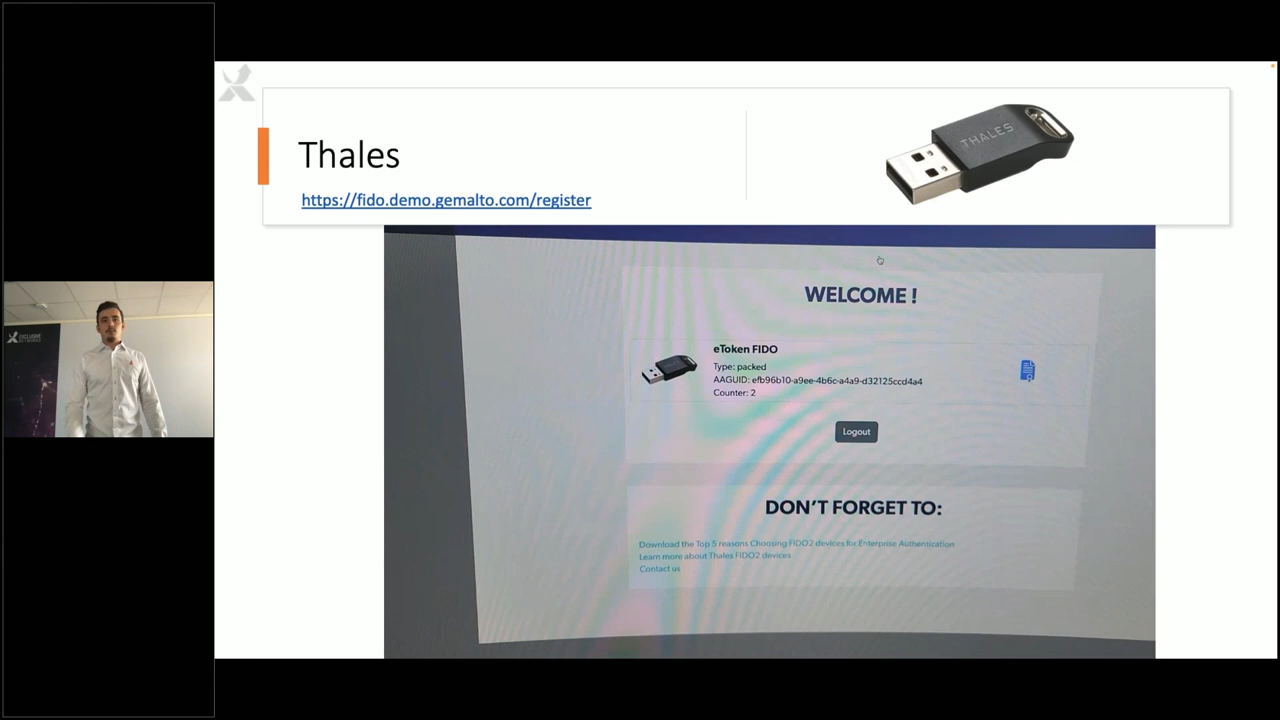 Thales
https://fido.demo.gemalto.com/register
THALES
WELCOME !
eToken FIDO
Type: packed
AAGUID: efb96b10-a9ee-4b6c-a4a9-d32125ccd4a4
Counter: 2
Logout
DON'T FORGET TO:
Download the Top 5 reasons Choosing FIDO2 devices for Enterprise Authentication
Learn more about Thales FIDO2 devices
Contact us
EXCLUSIVE
NETWORKS